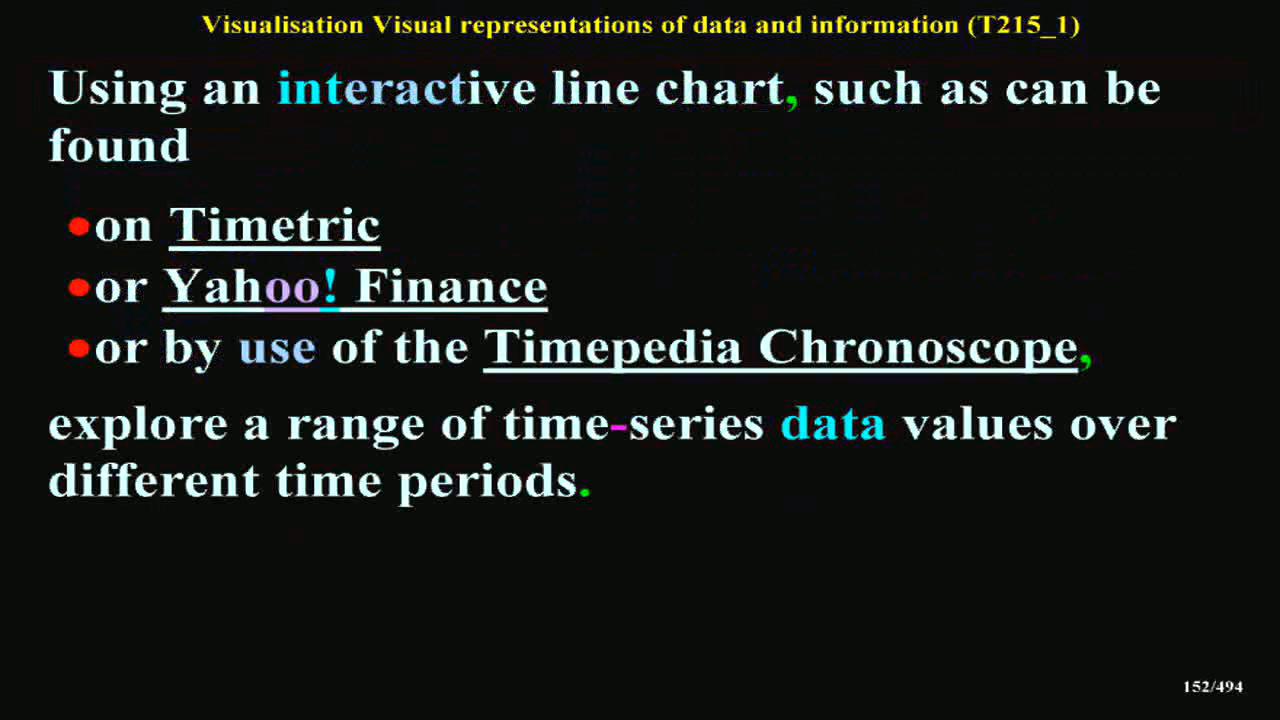 Visualisation Visual representations of data and information (T215_1)
Using an interactive line chart, such as can be
found
•on Timetric
•or Yahoo! Finance
•or by use of the Timepedia Chronoscope,
explore a range of time-series data values over
different time periods.
152/494